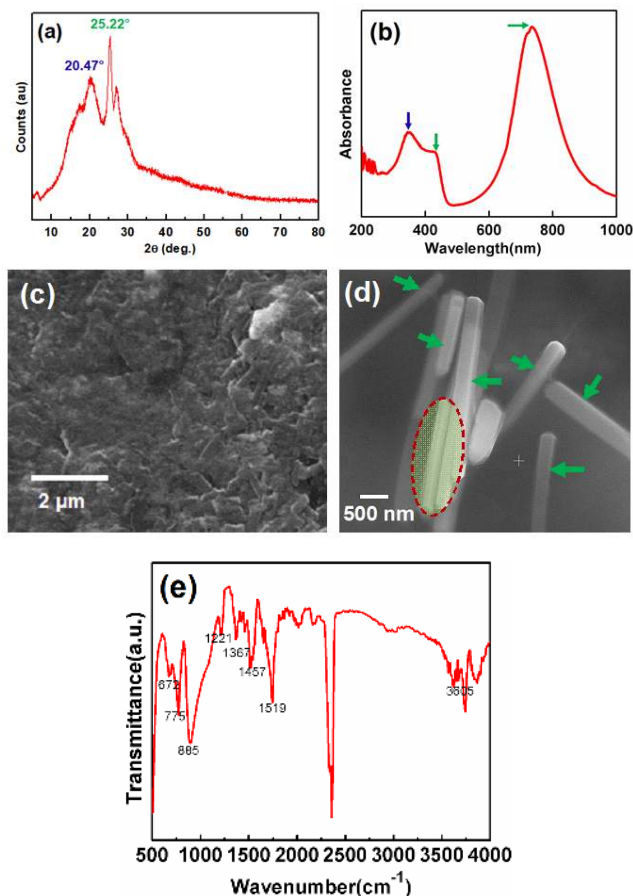 (a)
25.22°
20.47°
Counts (au)
5 10 20 30 40 50 60 70 80
2θ (deg.)
(b)
Absorbance
200 400 600 800 1000
Wavelength(nm)
(c)
2 µm
(d)
500 nm
(e)
Transmittance(a.u.)
672
775
885
1221
1367
1457
1519
3605
500 1000 1500 2000 2500 3000 3500 4000
Wavenumber(cm⁻¹)